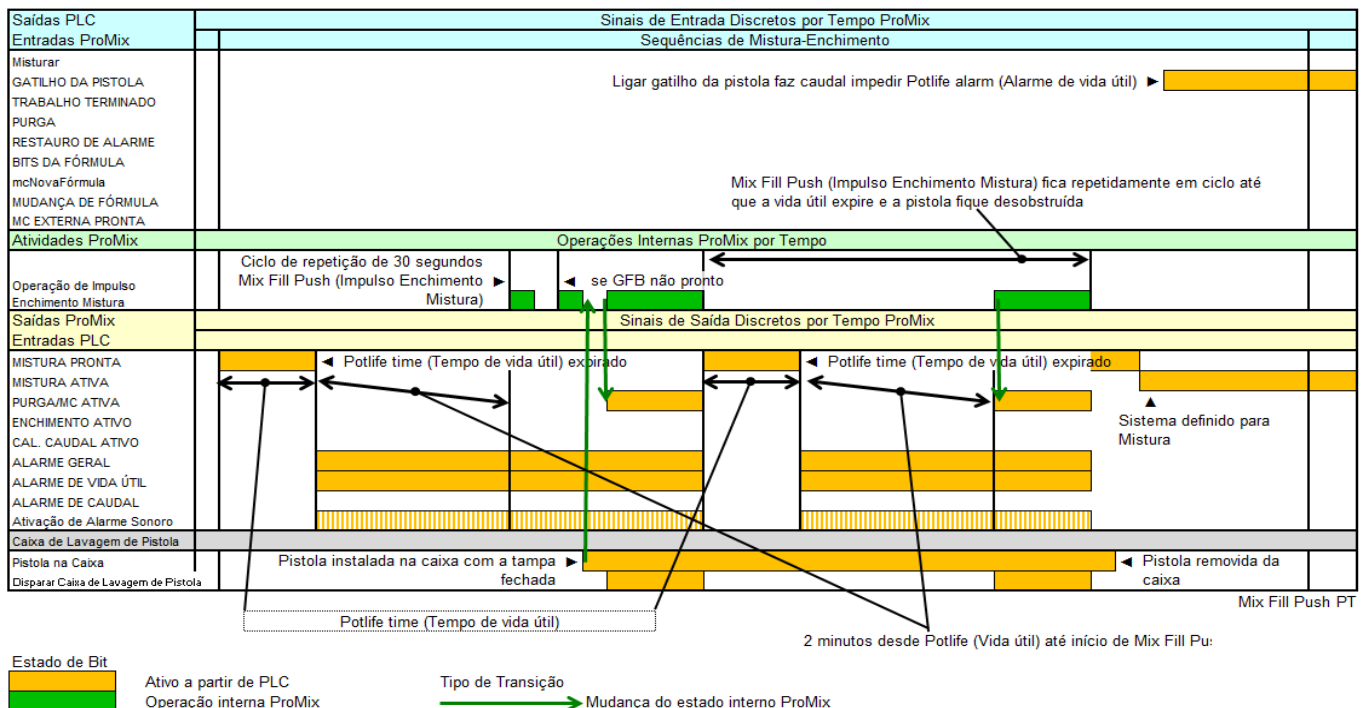 Saídas PLC
Sinais de Entrada Discretos por Tempo ProMix
Entradas ProMix
Sequências de Mistura-Enchimento
Misturar
GATILHO DA PISTOLA
Ligar gatilho da pistola faz caudal impedir Potlife alarm (Alarme de vida útil) ►
TRABALHO TERMINADO
PURGA
RESTAURO DE ALARME
BITS DA FÓRMULA
mcNovaFórmula
MUDANÇA DE FÓRMULA
MC EXTERNA PRONTA
Mix Fill Push (Impulso Enchimento Mistura) fica repetidamente em ciclo até
que a vida útil expire e a pistola fique desobstruída
Atividades ProMix
Operações Internas ProMix por Tempo
Operação de Impulso
Enchimento Mistura
Ciclo de repetição de 30 segundos
Mix Fill Push (Impulso Enchimento ►
Mistura)
◄ se GFB não pronto
Saídas ProMix
Sinais de Saída Discretos por Tempo ProMix
Entradas PLC
MISTURA PRONTA
◄ Potlife time (Tempo de vida útil) expirado
◄ Potlife time (Tempo de vida útil) expirado
MISTURA ATIVA
PURGA/MC ATIVA
▲
Sistema definido para
Mistura
ENCHIMENTO ATIVO
CAL. CAUDAL ATIVO
ALARME GERAL
ALARME DE VIDA ÚTIL
ALARME DE CAUDAL
Ativação de Alarme Sonoro
Caixa de Lavagem de Pistola
Pistola na Caixa
Pistola instalada na caixa com a tampa ►
fechada
◄ Pistola removida da
caixa
Disparar Caixa de Lavagem de Pistola
Mix Fill Push PT
Potlife time (Tempo de vida útil)
2 minutos desde Potlife (Vida útil) até início de Mix Fill Pu
Estado de Bit
Ativo a partir de PLC
Tipo de Transição
Operação interna ProMix
Mudança do estado interno ProMix